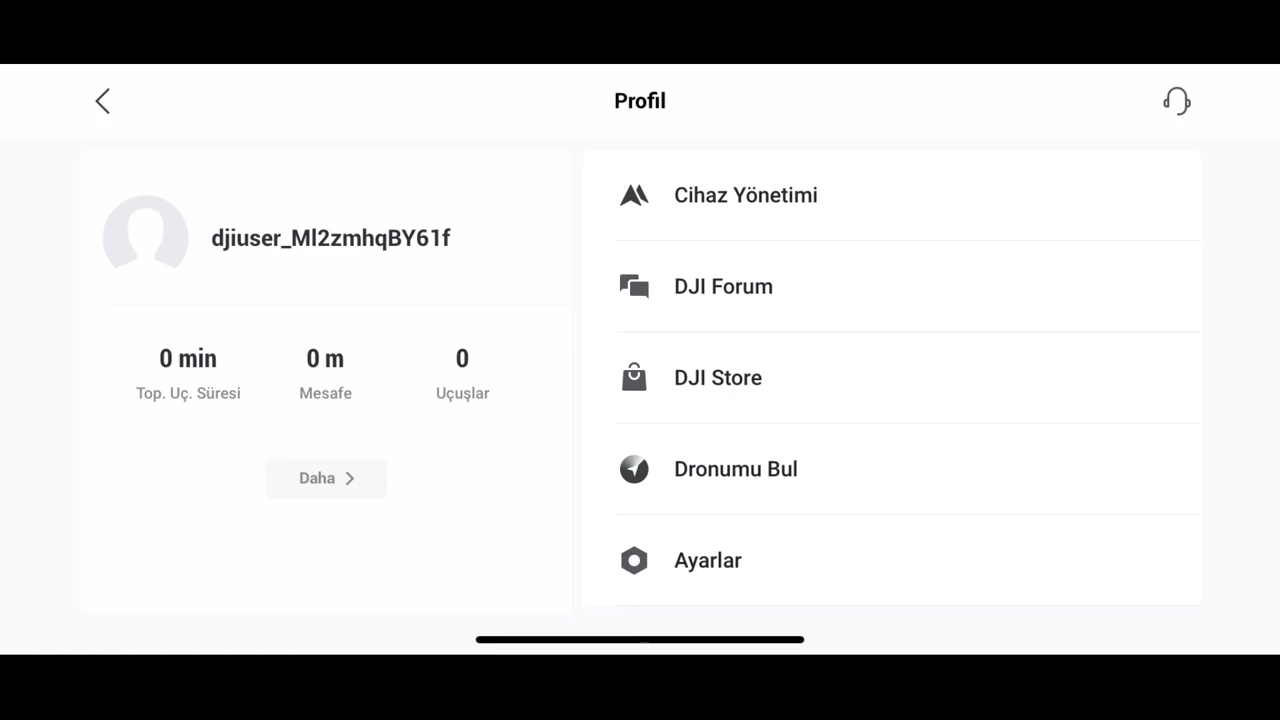 Profil
djiuser_Ml2zmhqBY61f
0 min
Top. Uç. Süresi
0 m
Mesafe
0
Uçuşlar
Daha
Cihaz Yönetimi
DJI Forum
DJI Store
Dronumu Bul
Ayarlar